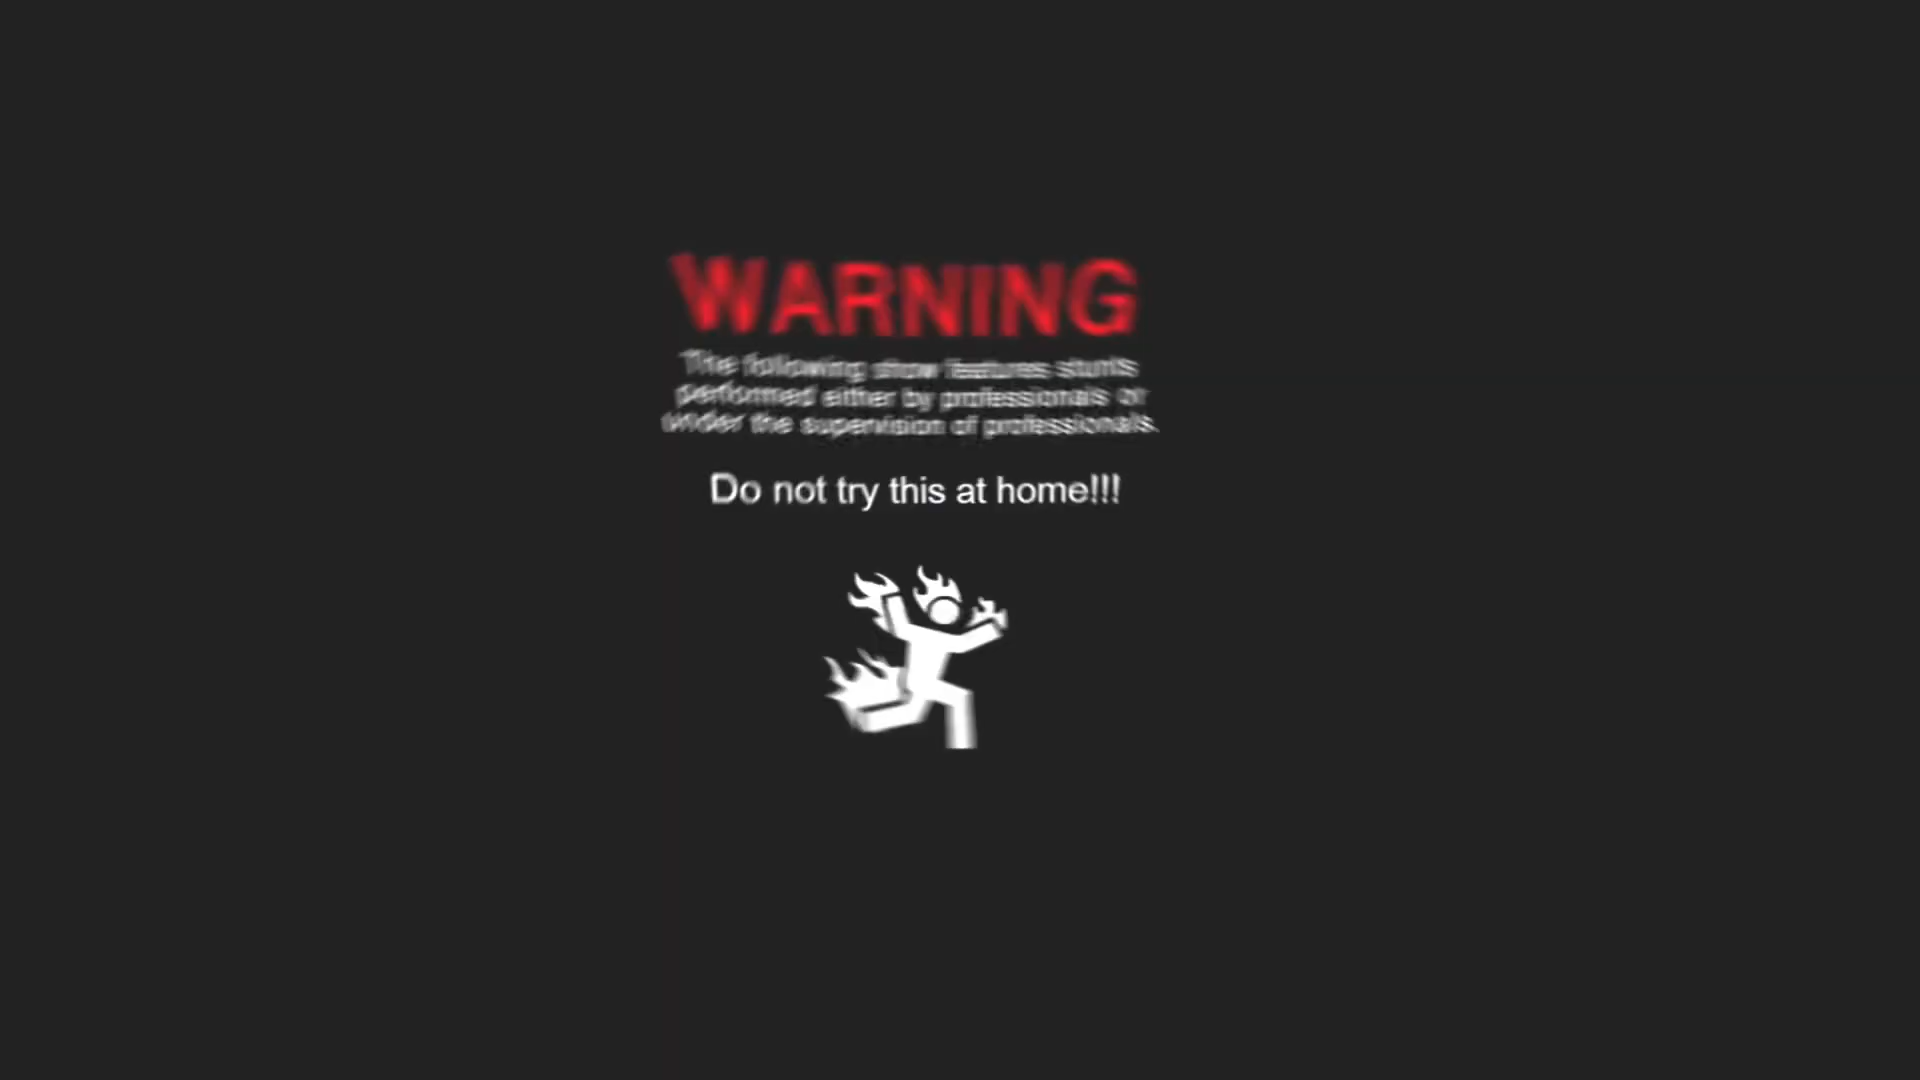 WARNING
The following show features stunts
performed either by professionals or
under the supervision of professionals.
Do not try this at home!!!